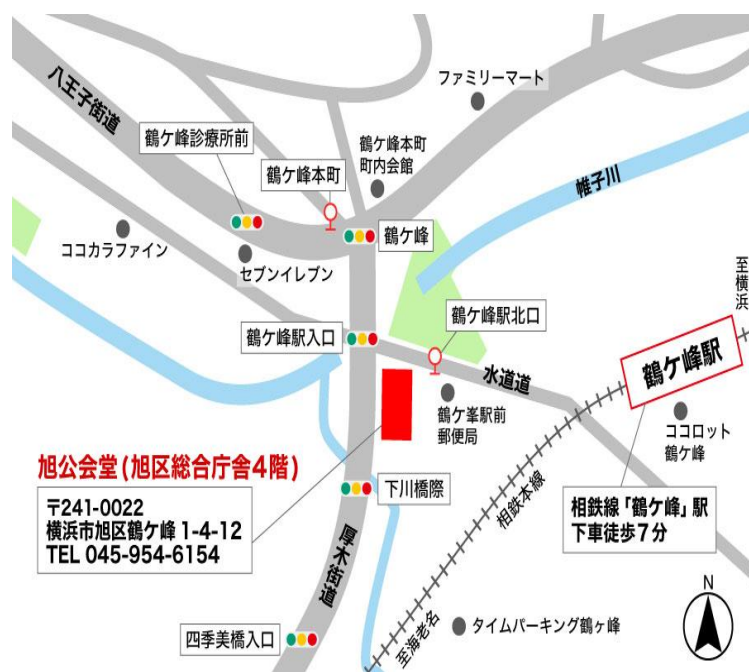 八王子街道
ファミリーマート
鶴ケ峰診療所前
鶴ケ峰本町
町内会館
鶴ケ峰本町
帷子川
ココカラファイン
セブンイレブン
鶴ケ峰
至横浜
鶴ケ峰駅入口
鶴ケ峰駅北口
水道道
鶴ケ峰駅
鶴ケ峯駅前
郵便局
ココロット
鶴ケ峰
旭公会堂(旭区総合庁舎4階)
〒241-0022
横浜市旭区鶴ケ峰1-4-12
TEL 045-954-6154
下川橋際
相鉄本線
相鉄線「鶴ケ峰」駅
下車徒歩7分
厚木街道
四季美橋入口
至海老名
タイムパーキング鶴ヶ峰
N